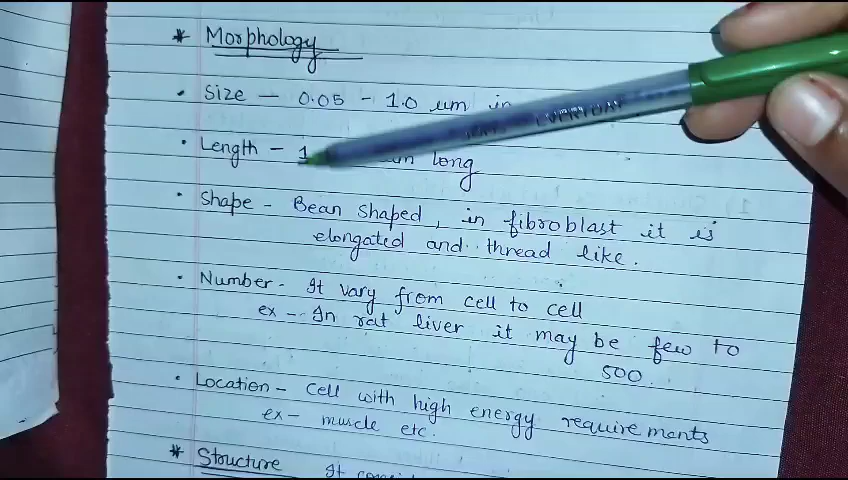 * Morphology
• Size - 0.05 - 1.0 um in
• Length - 1 um long
• Shape - Bean shaped, in fibroblast it is
elongated and thread like.
• Number - It vary from cell to cell
ex - In rat liver it may be few to
500.
• Location - cell with high energy requirements
ex - muscle etc.
* Structure